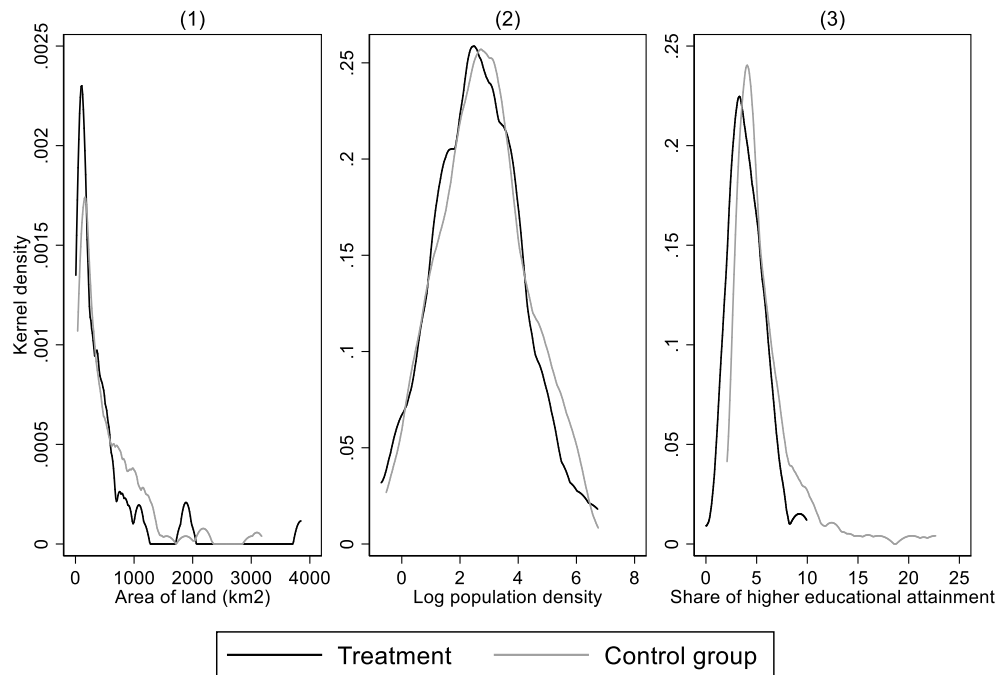 (1)
Kernel density
0 .0005 .001 .0015 .002 .0025
0 1000 2000 3000 4000
Area of land (km2)
(2)
0 .05 .1 .15 .2 .25
0 2 4 6 8
Log population density
(3)
0 .05 .1 .15 .2 .25
0 5 10 15 20 25
Share of higher educational attainment
Treatment Control group